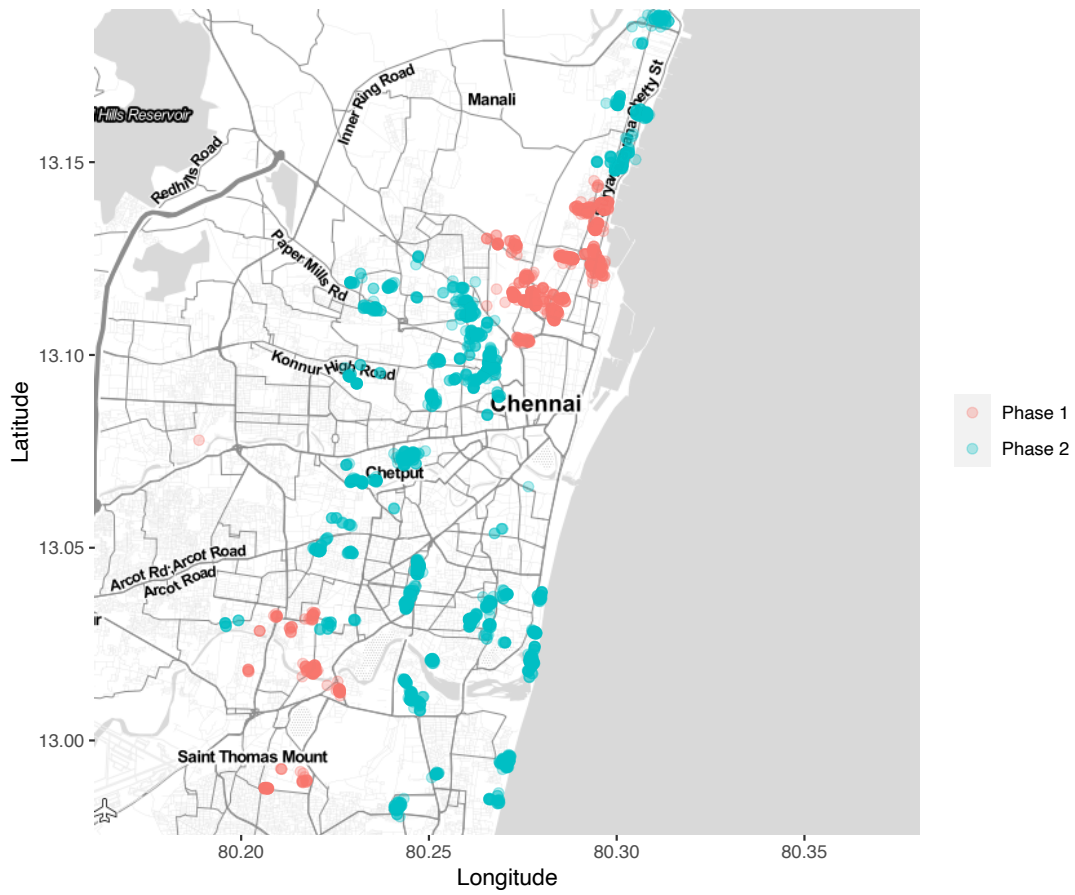 Inner Ring Road
Manali
Hills Reservoir
Redhills Road
13.15
Paper Mills Rd
13.10
Konnur High Road
Chennai
Phase 1
Phase 2
Latitude
Chetput
13.05
Arcot Rd:Arcot Road
Arcot Road
13.00
Saint Thomas Mount
80.20
80.25
80.30
80.35
Longitude